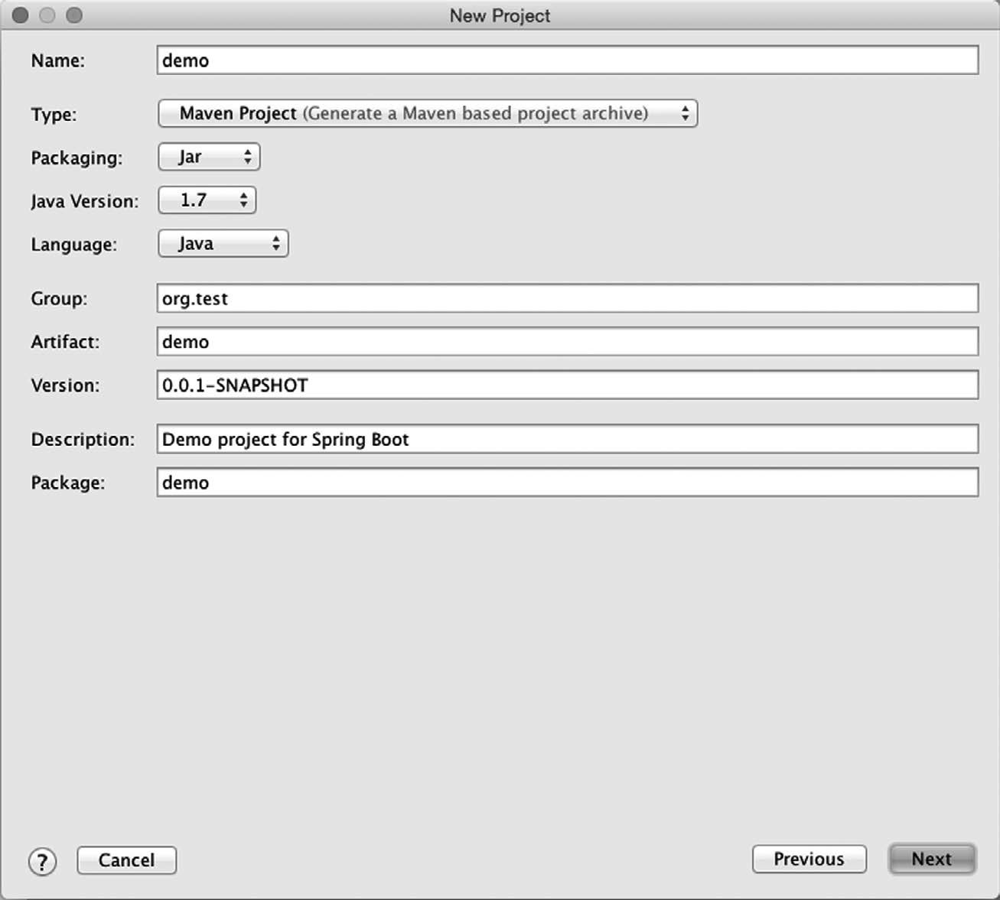 New Project
Name: demo
Type: Maven Project (Generate a Maven based project archive)
Packaging: Jar
Java Version: 1.7
Language: Java
Group: org.test
Artifact: demo
Version: 0.0.1-SNAPSHOT
Description: Demo project for Spring Boot
Package: demo
? Cancel Previous Next